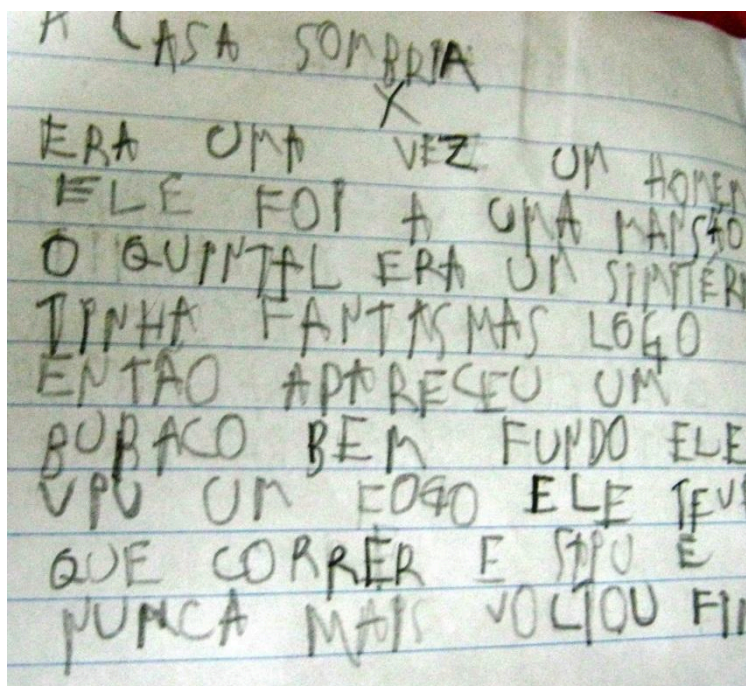 A CASA SOMBRIA
X
ERA UMA VEZ UM HOMEM
ELE FOI A UMA MANSÃO
O QUINTAL ERA UM SIMITÉRI
TINHA FANTASMAS LOGO
ENTÃO APARECEU UM
BURACO BEM FUNDO ELE
VIU UM FOGO ELE TEVE
QUE CORRER E SAIU E
NUNCA MAIS VOLTOU FIM